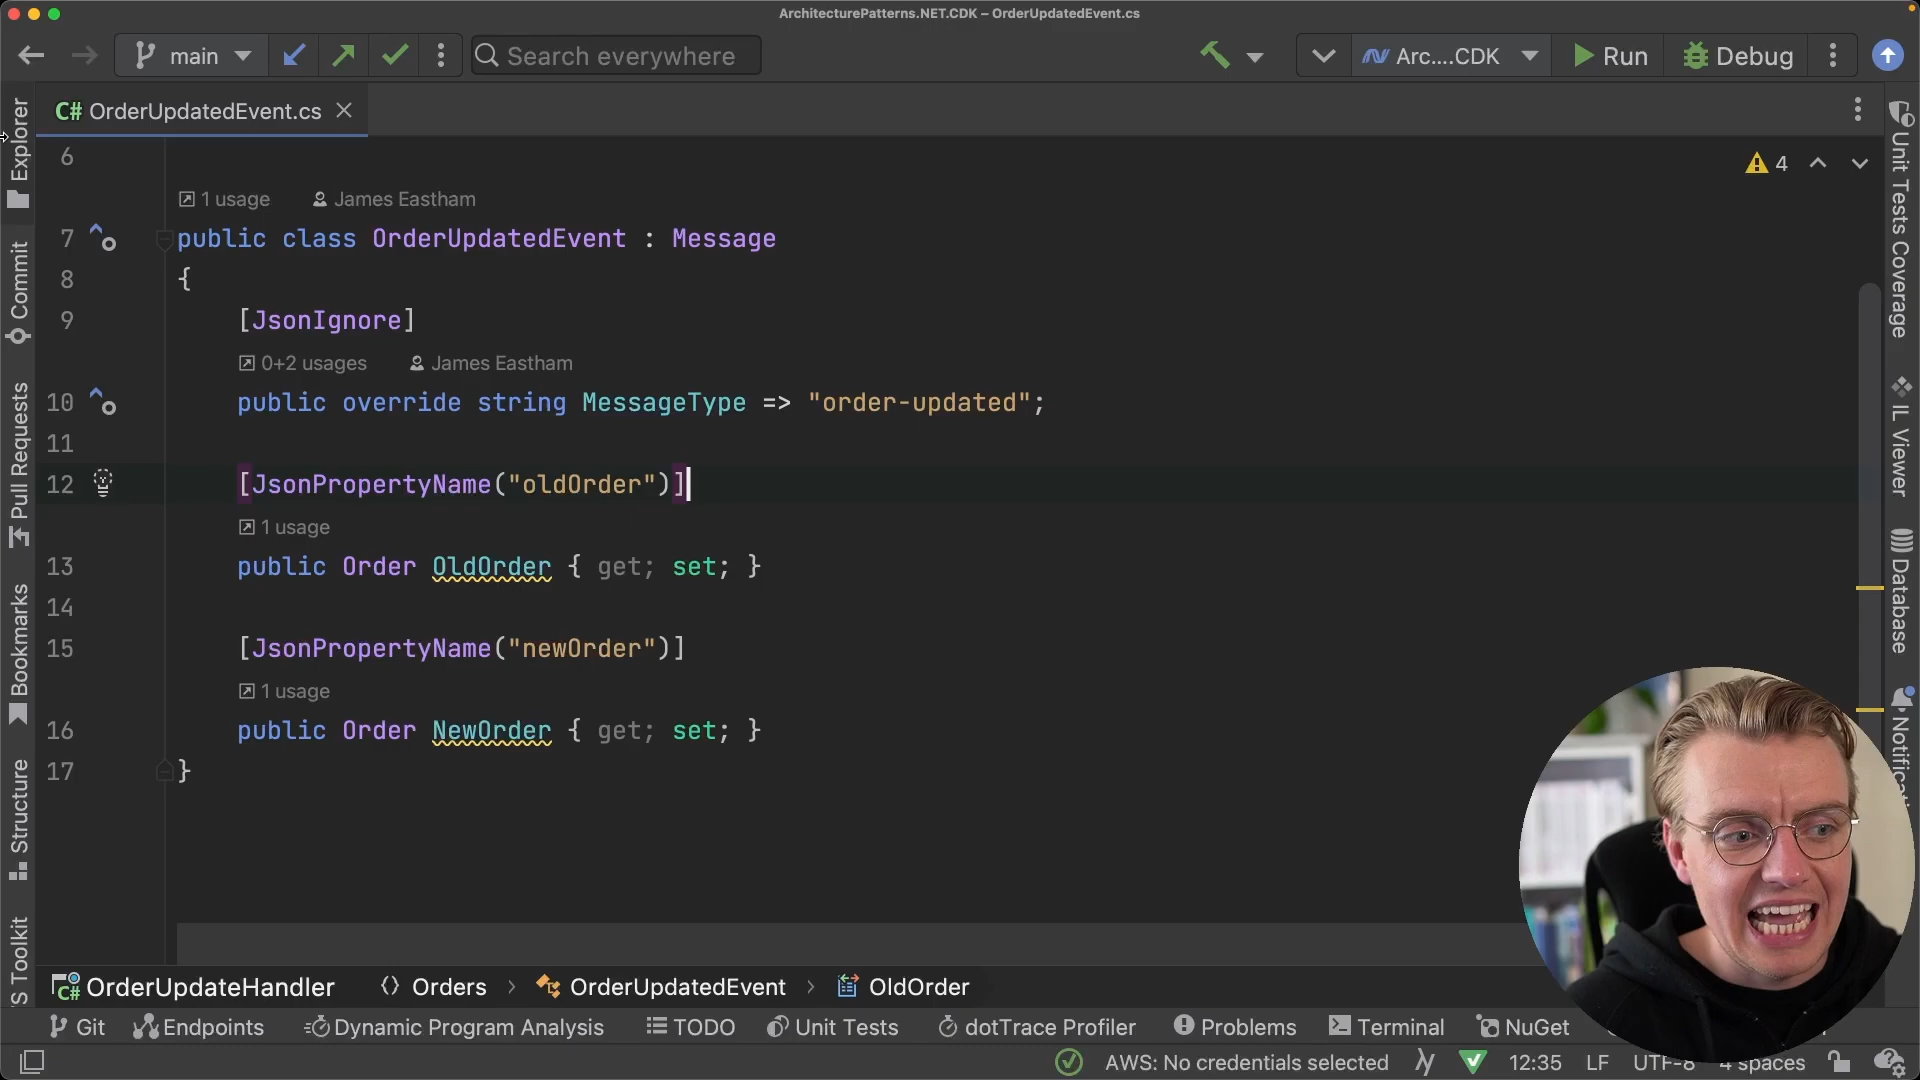 ArchitecturePatterns.NET.CDK – OrderUpdatedEvent.cs
main
Search everywhere
Arc....CDK
Run
Debug
C# OrderUpdatedEvent.cs
Explorer
Commit
Pull Requests
Bookmarks
Structure
S Toolkit
6
4
1 usage James Eastham
7 public class OrderUpdatedEvent : Message
8 {
9 [JsonIgnore]
0+2 usages James Eastham
10 public override string MessageType => "order-updated";
11
12 [JsonPropertyName("oldOrder")]
1 usage
13 public Order OldOrder { get; set; }
14
15 [JsonPropertyName("newOrder")]
1 usage
16 public Order NewOrder { get; set; }
17 }
Unit Tests Coverage
IL Viewer
Database
C# OrderUpdateHandler Orders > OrderUpdatedEvent > OldOrder
Git Endpoints Dynamic Program Analysis TODO Unit Tests dotTrace Profiler Problems Terminal NuGet
AWS: No credentials selected 12:35 LF UTF-8 4 spaces